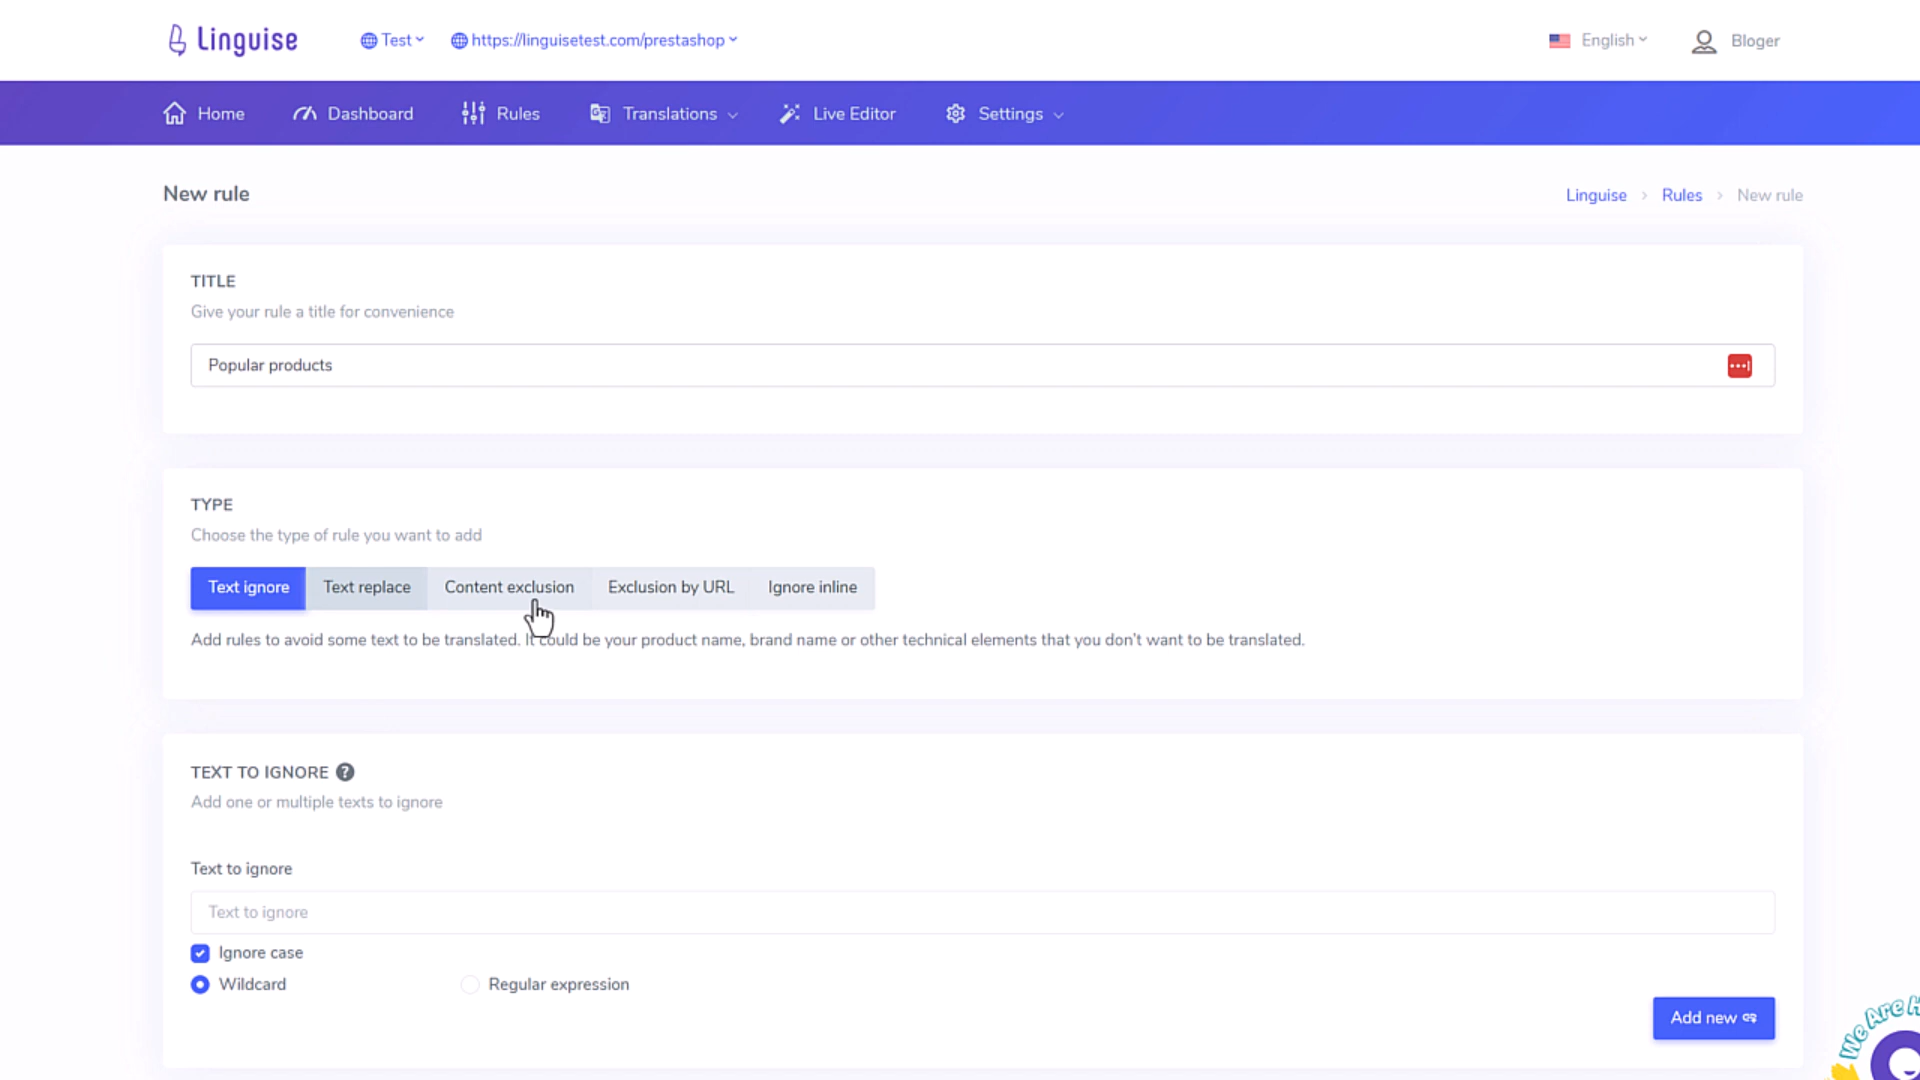 Linguise
Test
https://linguisetest.com/prestashop
English
Bloger
Home
Dashboard
Rules
Translations
Live Editor
Settings
New rule
Linguise > Rules > New rule
TITLE
Give your rule a title for convenience
Popular products
TYPE
Choose the type of rule you want to add
Text ignore
Text replace
Content exclusion
Exclusion by URL
Ignore inline
Add rules to avoid some text to be translated. It could be your product name, brand name or other technical elements that you don't want to be translated.
TEXT TO IGNORE ?
Add one or multiple texts to ignore
Text to ignore
Text to ignore
Ignore case
Wildcard
Regular expression
Add new
We Are H